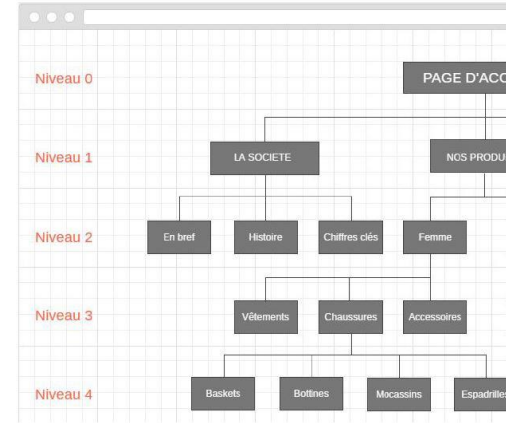 Niveau 0
PAGE D'ACC
Niveau 1
LA SOCIETE
NOS PRODU
Niveau 2
En bref
Histoire
Chiffres clés
Femme
Niveau 3
Vêtements
Chaussures
Accessoires
Niveau 4
Baskets
Bottines
Mocassins
Espadrilles